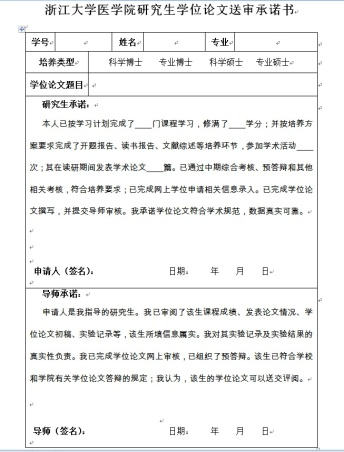 浙江大学医学院研究生学位论文送审承诺书
学号 姓名 专业
培养类型 科学博士 专业博士 科学硕士 专业硕士
学位论文题目
研究生承诺：
本人已按学习计划完成了____门课程学习，修满了____学分；并按培养方
案要求完成了开题报告、读书报告、文献综述等培养环节，参加学术活动____
次；其在读研期间发表学术论文____篇。已通过中期综合考核、预答辩和其他
相关考核，符合培养要求；已完成网上学位申请相关信息录入。已完成学位论
文撰写，并提交导师审核。我承诺学位论文符合学术规范，数据真实可靠。
申请人（签名）： 日期： 年 月 日
导师承诺：
申请人是我指导的研究生。我已审阅了该生课程成绩、发表论文情况、学
位论文初稿、实验记录等，该生所填信息属实。我对其实验记录及实验结果的
真实性负责。我已完成学位论文网上审核，已组织了预答辩。该生已符合学校
和学院有关学位论文答辩的规定；我认为，该生的学位论文可以送交评阅。
导师（签名）： 日期： 年 月 日